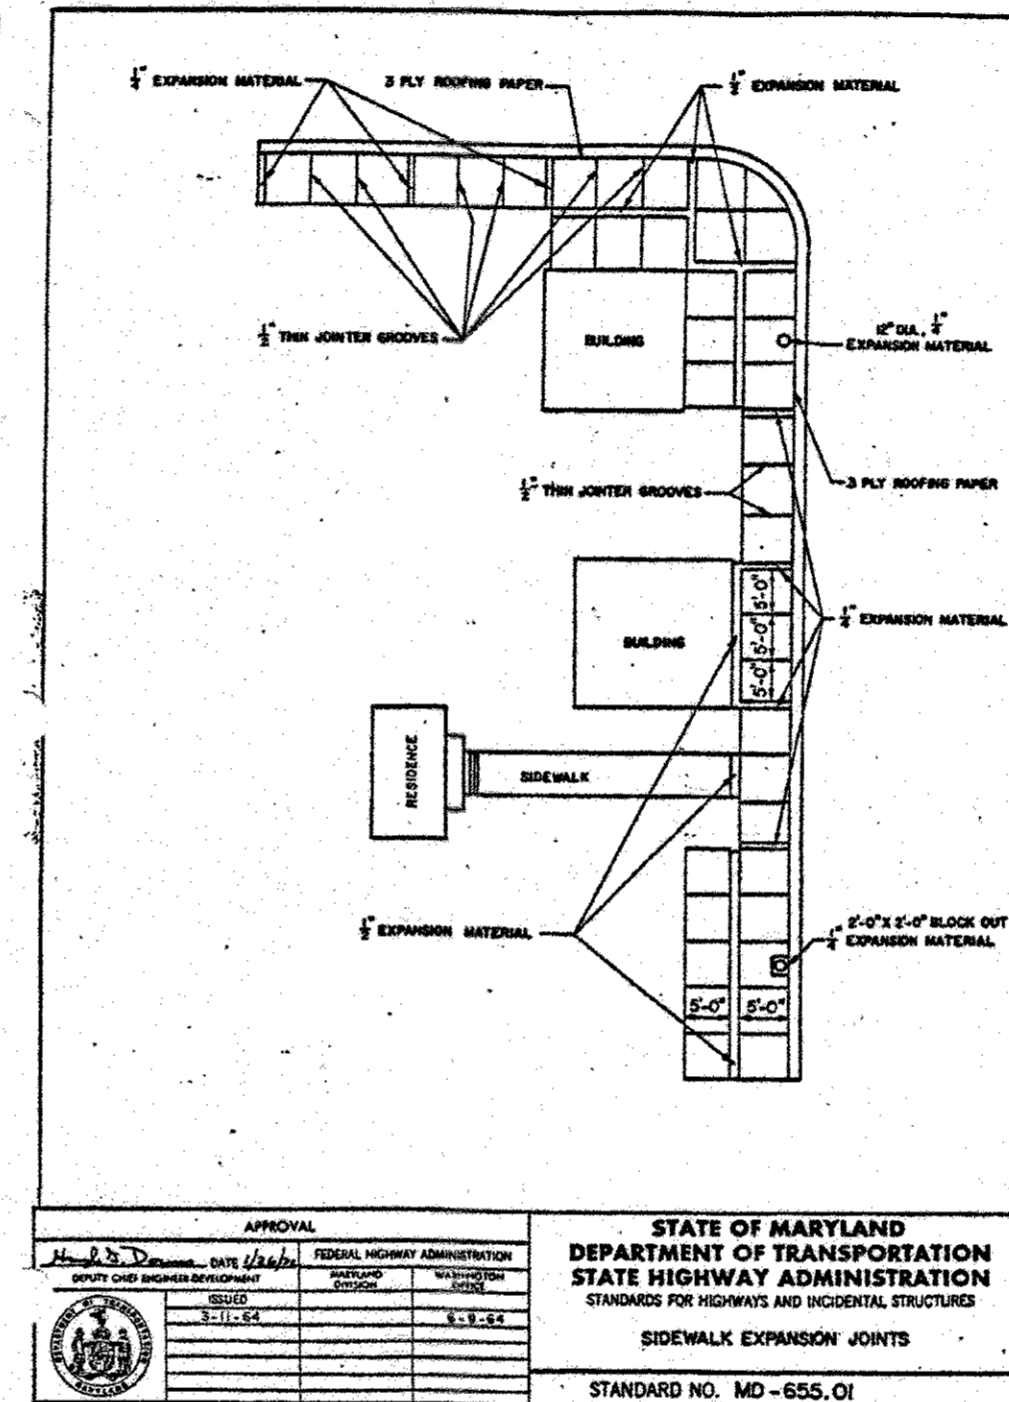 1/4" EXPANSION MATERIAL
3 PLY ROOFING PAPER
1/2" EXPANSION MATERIAL
1/2" THIN JOINTER GROOVES
BUILDING
12" DIA., 1/4"
EXPANSION MATERIAL
1/2" THIN JOINTER GROOVES
3 PLY ROOFING PAPER
5'-0"
5'-0"
5'-0"
BUILDING
1/4" EXPANSION MATERIAL
RESIDENCE
SIDEWALK
1/2" EXPANSION MATERIAL
2'-0" X 2'-0" BLOCK OUT
1/4" EXPANSION MATERIAL
5'-0" 5'-0"
APPROVAL
DATE
DEPUTY CHIEF ENGINEER-DEVELOPMENT
FEDERAL HIGHWAY ADMINISTRATION
MARYLAND
DIVISION
WASHINGTON
OFFICE
ISSUED
3-11-64
6-9-64
DEPARTMENT OF TRANSPORTATION
MARYLAND
STATE OF MARYLAND
DEPARTMENT OF TRANSPORTATION
STATE HIGHWAY ADMINISTRATION
STANDARDS FOR HIGHWAYS AND INCIDENTAL STRUCTURES
SIDEWALK EXPANSION JOINTS
STANDARD NO. MD-655.01